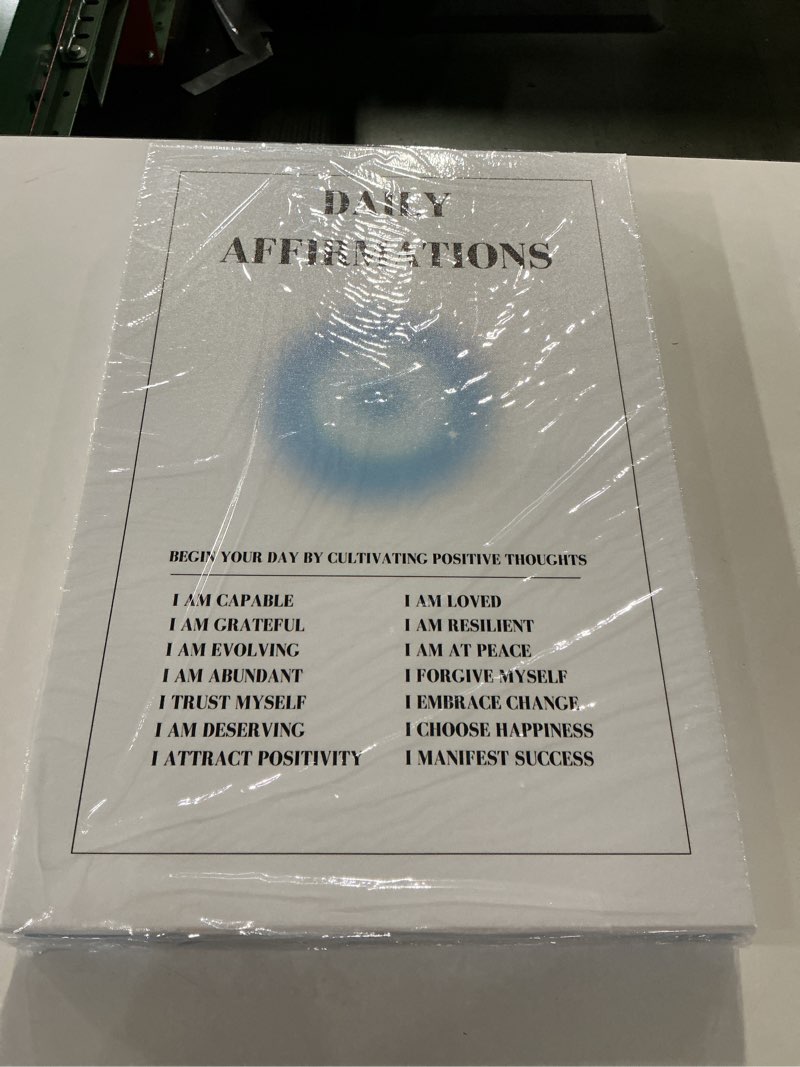 DAILY
AFFIRMATIONS
BEGIN YOUR DAY BY CULTIVATING POSITIVE THOUGHTS
I AM CAPABLE
I AM GRATEFUL
I AM EVOLVING
I AM ABUNDANT
I TRUST MYSELF
I AM DESERVING
I ATTRACT POSITIVITY
I AM LOVED
I AM RESILIENT
I AM AT PEACE
I FORGIVE MYSELF
I EMBRACE CHANGE
I CHOOSE HAPPINESS
I MANIFEST SUCCESS